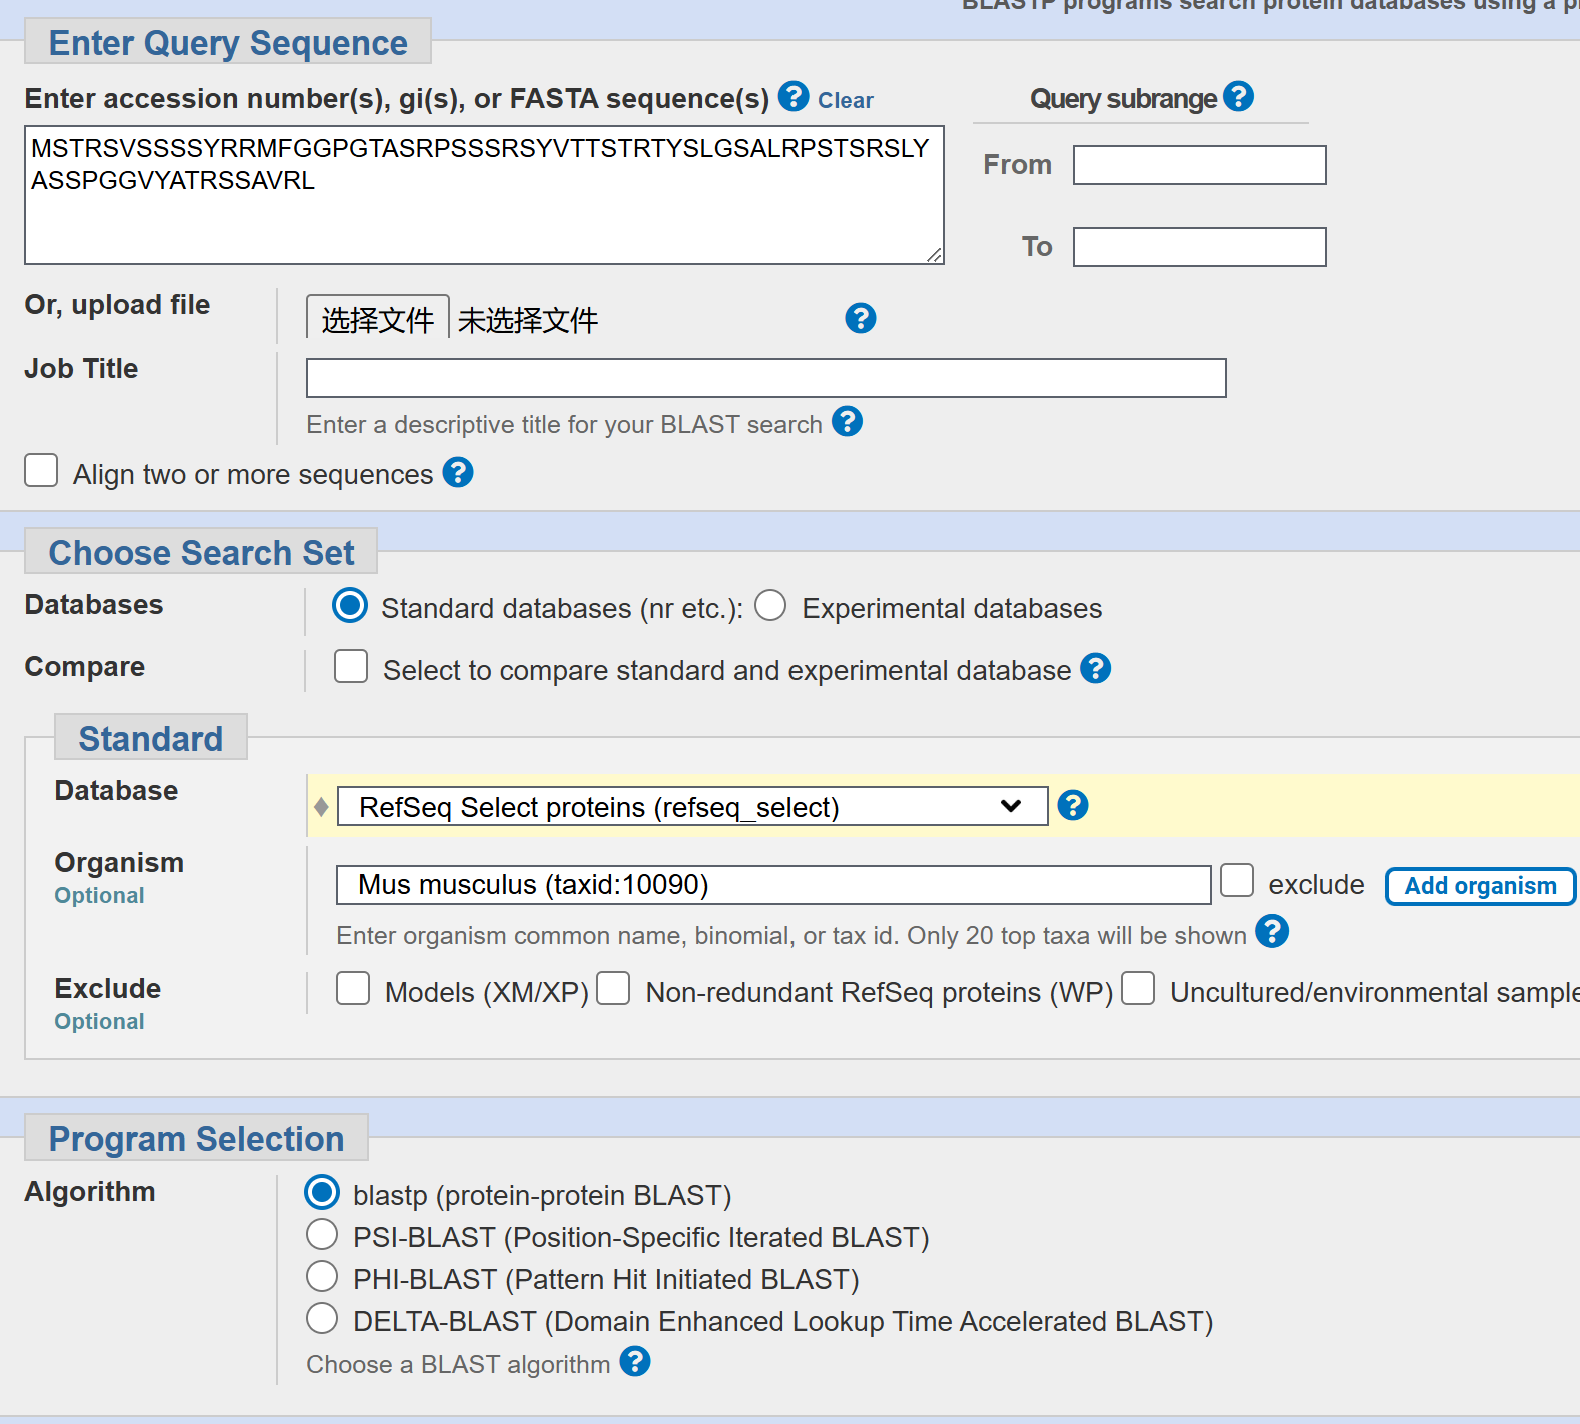 BLASTP programs search protein databases using a
Enter Query Sequence
Enter accession number(s), gi(s), or FASTA sequence(s) ? Clear
Query subrange ?
MSTRSVSSSSYRRMFGGPGTASRPSSSRSYVTTSTRTYSLGSALRPSTSRSLY
ASSPGGVYATRSSAVRL
From
To
Or, upload file
选择文件 未选择文件 ?
Job Title
Enter a descriptive title for your BLAST search ?
Align two or more sequences ?
Choose Search Set
Databases
Standard databases (nr etc.): Experimental databases
Compare
Select to compare standard and experimental database ?
Standard
Database
RefSeq Select proteins (refseq_select) ?
Organism
Optional
Mus musculus (taxid:10090)
exclude Add organism
Enter organism common name, binomial, or tax id. Only 20 top taxa will be shown ?
Exclude
Optional
Models (XM/XP) Non-redundant RefSeq proteins (WP) Uncultured/environmental sample
Program Selection
Algorithm
blastp (protein-protein BLAST)
PSI-BLAST (Position-Specific Iterated BLAST)
PHI-BLAST (Pattern Hit Initiated BLAST)
DELTA-BLAST (Domain Enhanced Lookup Time Accelerated BLAST)
Choose a BLAST algorithm ?